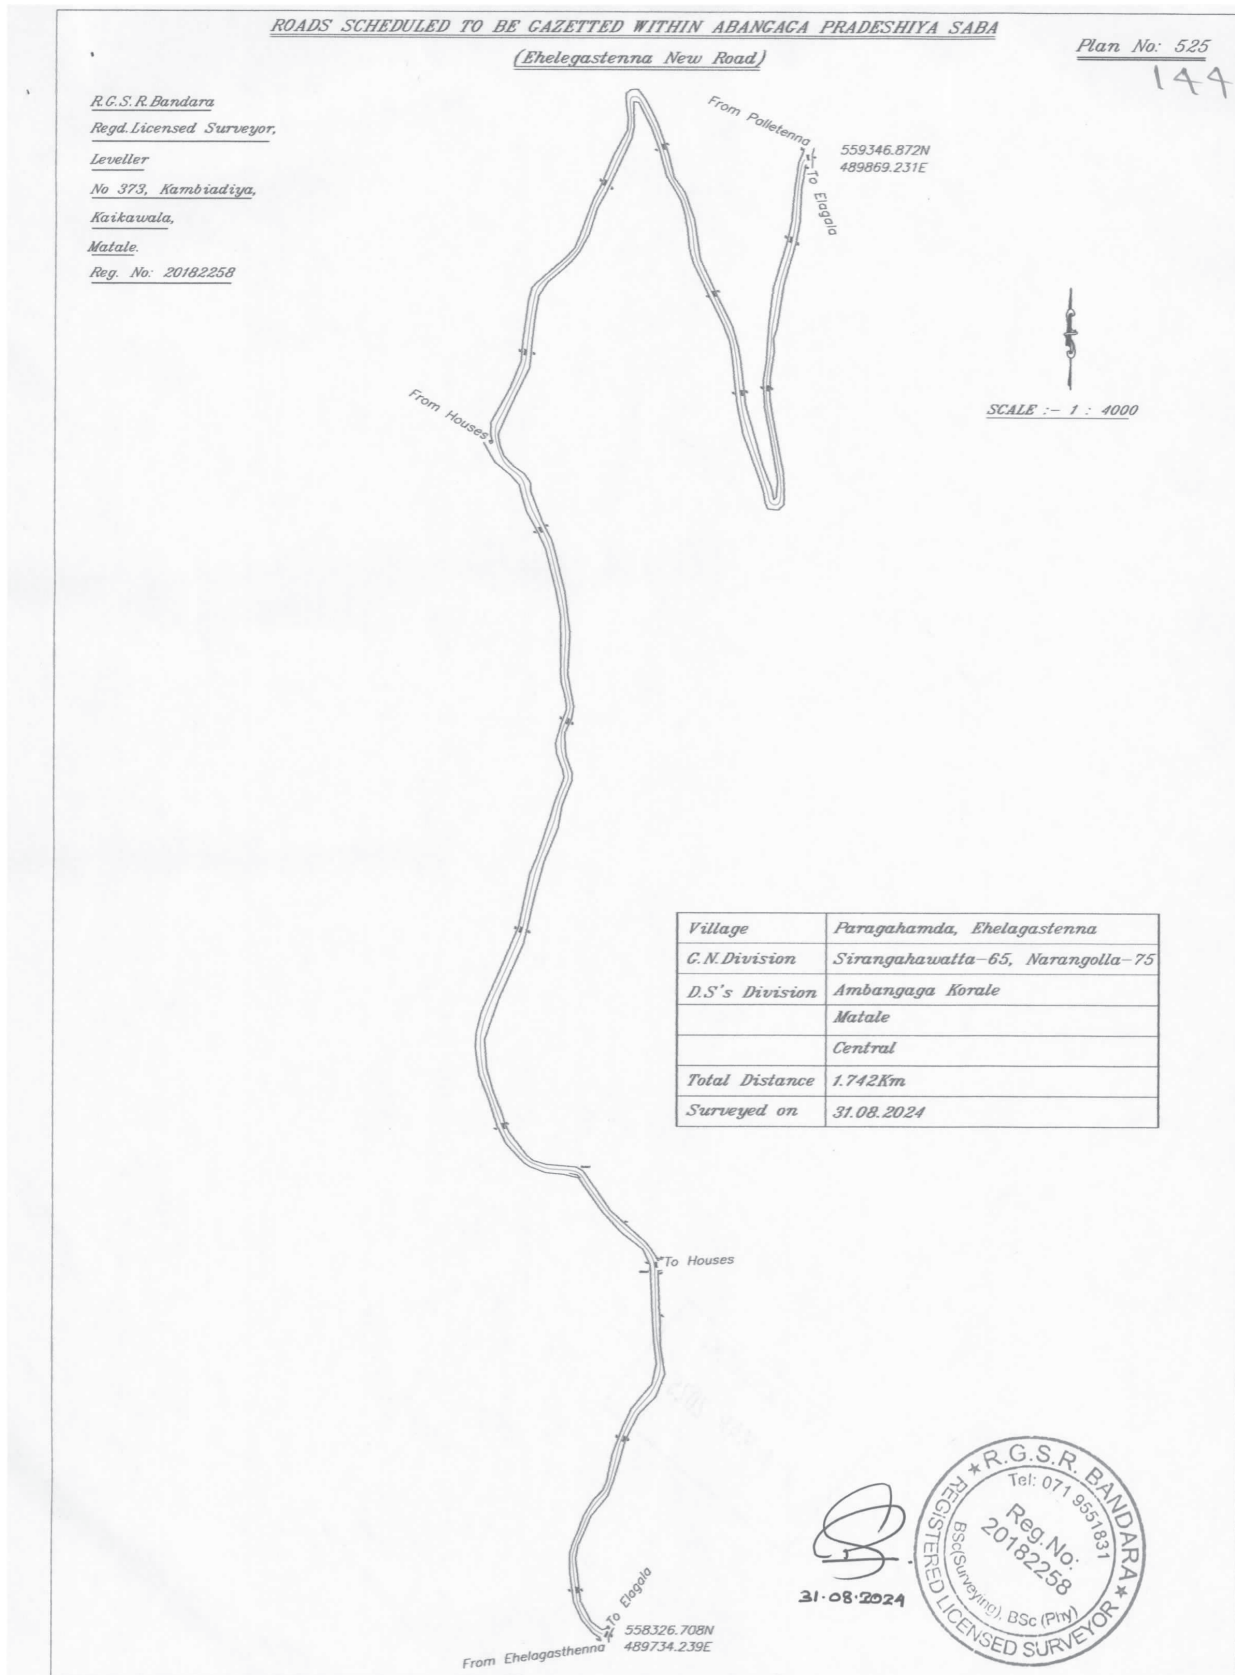 ROADS SCHEDULED TO BE GAZETTED WITHIN ABANGAGA PRADESHIYA SABA
(Ehelegastenna New Road)
Plan No: 525
144
R.G.S.R.Bandara
Regd.Licensed Surveyor,
Leveller
No 373, Kambiadiya,
Kaikawala,
Matale.
Reg. No: 20182258
From Palletenna
559346.872N
489869.231E
To Elagala
SCALE :- 1 : 4000
From Houses
Village Paragahamda, Ehelagastenna
G.N.Division Sirangahawatta-65, Narangolla-75
D.S's Division Ambangaga Korale
Matale
Central
Total Distance 1.742Km
Surveyed on 31.08.2024
To Houses
To Elagala
558326.708N
489734.239E
From Ehelagasthenna
31.08.2024
★ R.G.S.R. BANDARA ★
REGISTERED LICENSED SURVEYOR
Tel: 071 9551831
Reg.No:
20182258
BSc(Surveying), BSc (Phy)